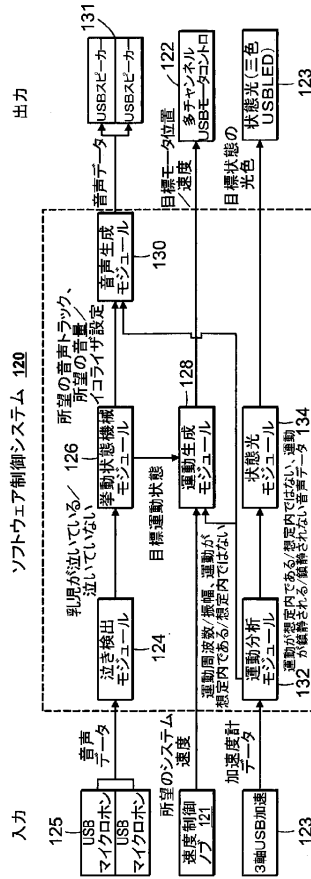 ソフトウェア制御システム 120
入力
出力
125
USB
マイクロホン
USB
マイクロホン
音声データ
泣き検出
モジュール
124
乳児が泣いている/
泣いていない
126
挙動状態機械
モジュール
所望の音声トラック、
所望の音量/
イコライザ設定
音声生成
モジュール
130
音声データ
USBスピーカー
USBスピーカー
131
目標運動状態
速度制御
ノブ 121
所望のシステム
速度
128
運動生成
モジュール
目標モータ位置
/速度
多チャンネル
USBモータコントロ
122
運動周波数/振幅、運動が
想定内である/想定内ではない
3軸USB加速
123
加速度計
データ
運動分析
モジュール
132
運動が想定内である/想定内ではない、運動
が鎮静される/鎮静されない音声データ
状態光
モジュール
134
目標状態の
光色
状態光(三色
USBLED)
123